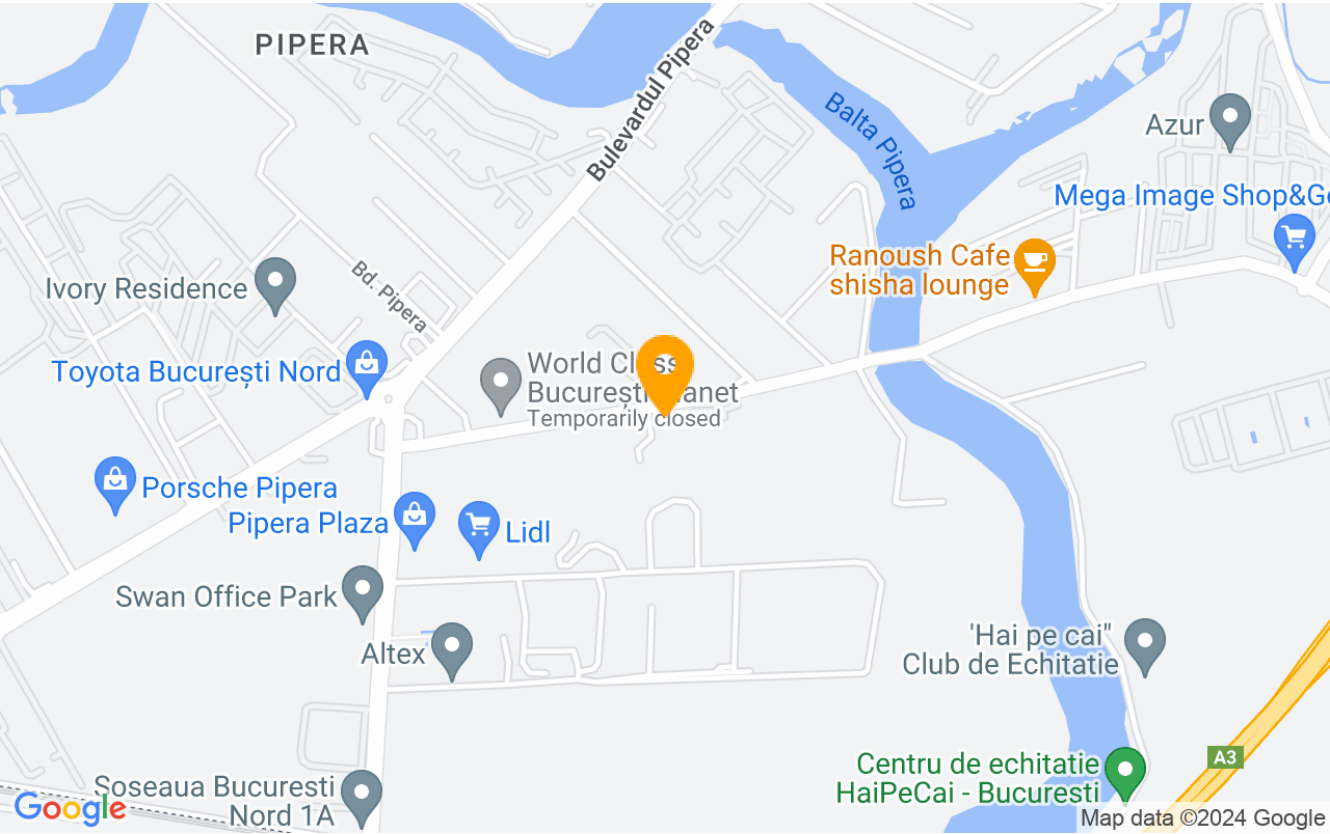 PIPERA
Bulevardul Pipera
Balta Pipera
Azur
Mega Image Shop&G
Ranoush Cafe
shisha lounge
Ivory Residence
Bd. Pipera
Toyota București Nord
World
București
Temporarily closed
Porsche Pipera
Pipera Plaza
Lidl
Swan Office Park
Altex
'Hai pe cai"
Club de Echitatie
A3
Centru de echitatie
HaiPeCai - Bucuresti
Soseaua Bucuresti
Nord 1A
Google
Map data ©2024 Google